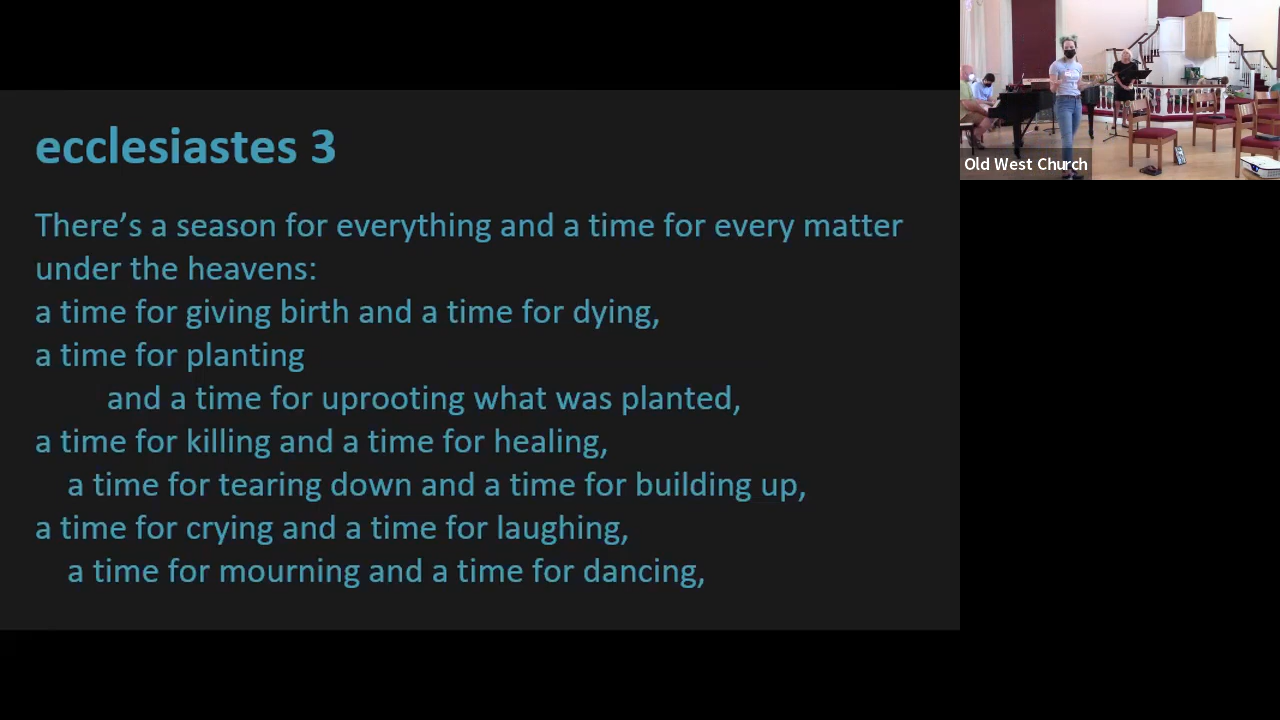 ecclesiastes 3
There’s a season for everything and a time for every matter
under the heavens:
a time for giving birth and a time for dying,
a time for planting
and a time for uprooting what was planted,
a time for killing and a time for healing,
a time for tearing down and a time for building up,
a time for crying and a time for laughing,
a time for mourning and a time for dancing,
Old West Church